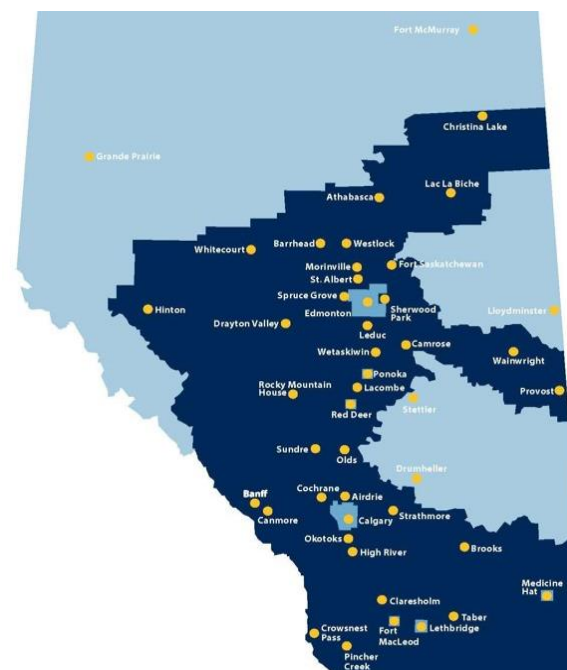 Fort McMurray
Christina Lake
Grande Prairie
Lac La Biche
Athabasca
Barrhead
Westlock
Whitecourt
Morinville
Fort Saskatchewan
St. Albert
Spruce Grove
Sherwood
Park
Edmonton
Hinton
Lloydminster
Drayton Valley
Leduc
Camrose
Wetaskiwin
Wainwright
Ponoka
Rocky Mountain
House
Lacombe
Provost
Red Deer
Stettler
Sundre
Olds
Drumheller
Cochrane
Airdrie
Banff
Canmore
Calgary
Strathmore
Okotoks
High River
Brooks
Medicine
Hat
Claresholm
Taber
Fort
MacLeod
Lethbridge
Crowsnest
Pass
Pincher
Creek